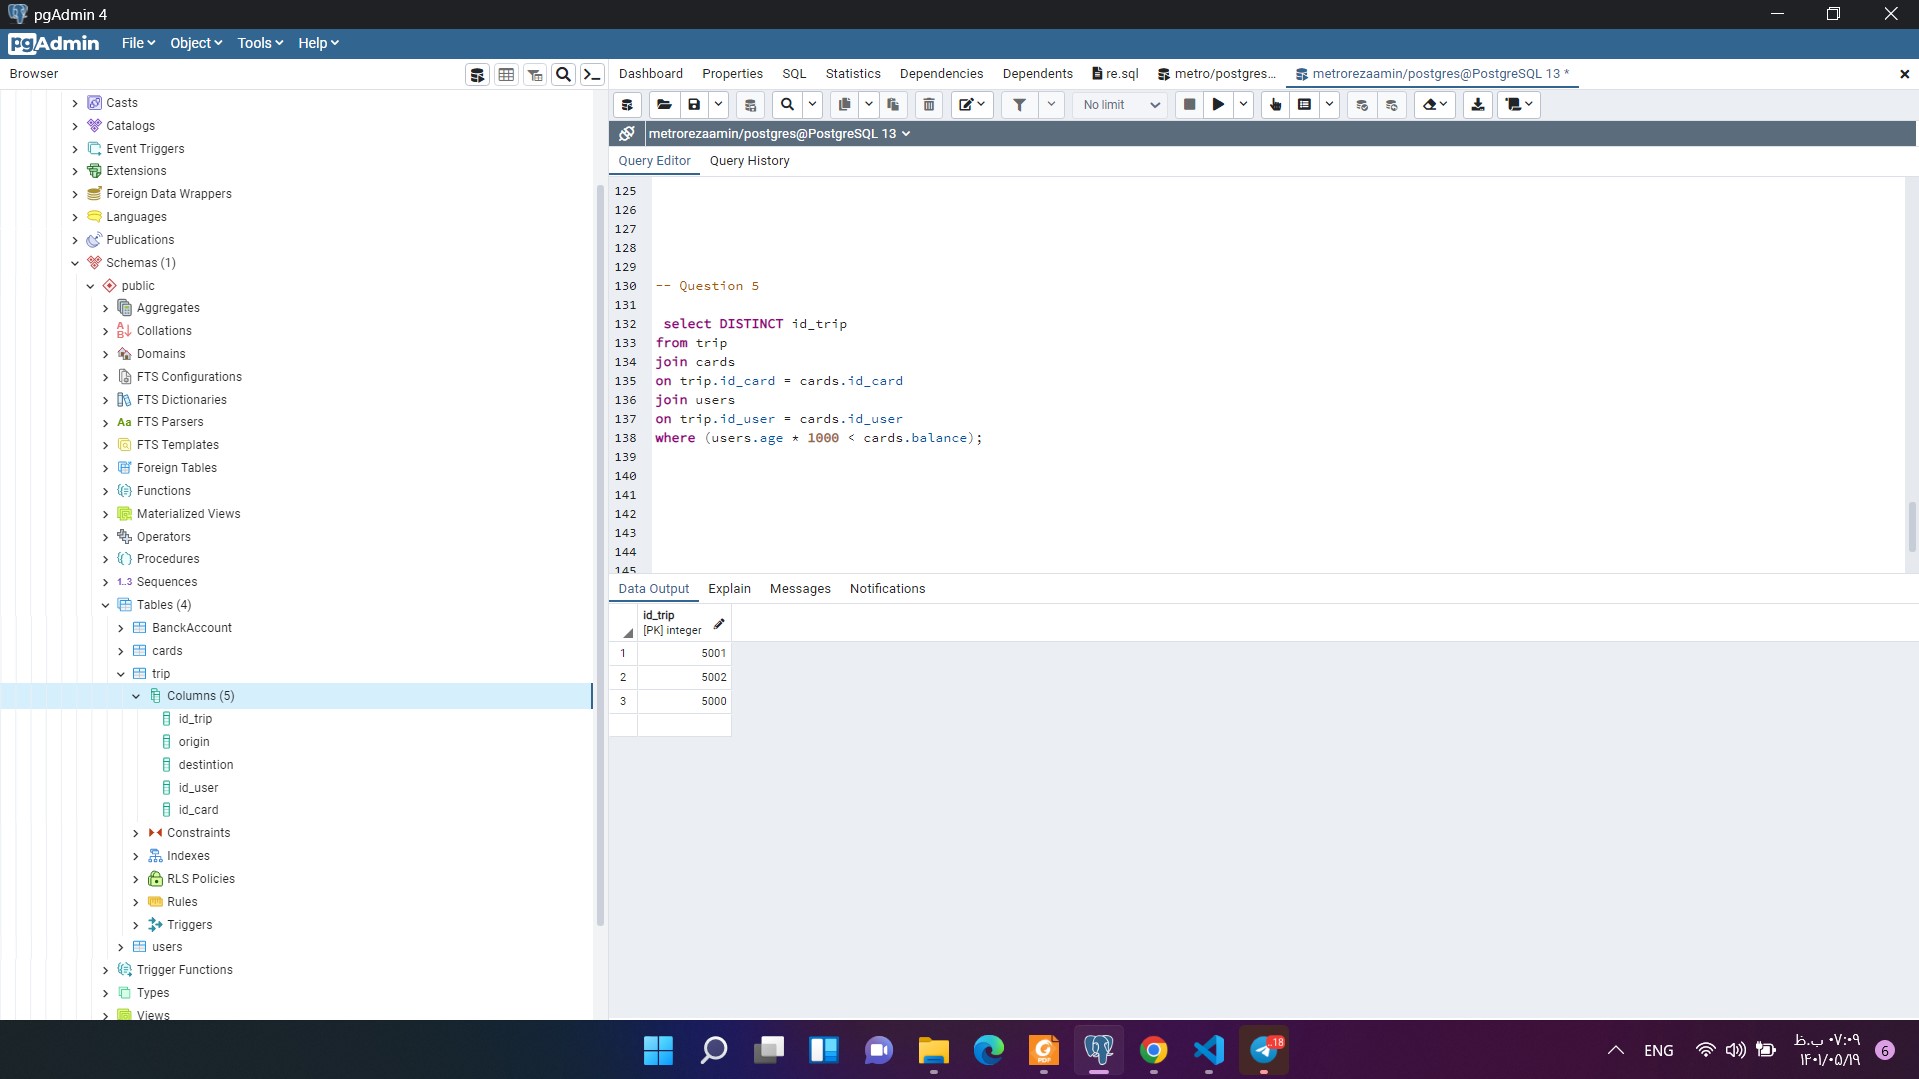 pgAdmin 4
pgAdmin File Object Tools Help
Browser
Dashboard Properties SQL Statistics Dependencies Dependents re.sql metro/postgres... metrorezaamin/postgres@PostgreSQL 13 *
No limit
metrorezaamin/postgres@PostgreSQL 13
Query Editor Query History
Casts
Catalogs
Event Triggers
Extensions
Foreign Data Wrappers
Languages
Publications
Schemas (1)
public
Aggregates
Collations
Domains
FTS Configurations
FTS Dictionaries
Aa FTS Parsers
FTS Templates
Foreign Tables
Functions
Materialized Views
Operators
Procedures
1..3 Sequences
Tables (4)
BanckAccount
cards
trip
Columns (5)
id_trip
origin
destintion
id_user
id_card
Constraints
Indexes
RLS Policies
Rules
Triggers
users
Trigger Functions
Types
Views
125
126
127
128
129
130 -- Question 5
131
132 select DISTINCT id_trip
133 from trip
134 join cards
135 on trip.id_card = cards.id_card
136 join users
137 on trip.id_user = cards.id_user
138 where (users.age * 1000 < cards.balance);
139
140
141
142
143
144
145
Data Output Explain Messages Notifications
id_trip
[PK] integer
1 5001
2 5002
3 5000
PDF
..18
ENG
۰۷:۰۹ ب.ظ
۱۴۰۱/۰۵/۱۹
6